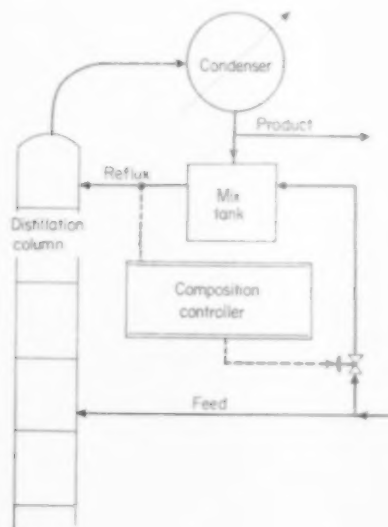 Condenser
Product
Reflux
Mix
tank
Distillation
column
Composition
controller
Feed